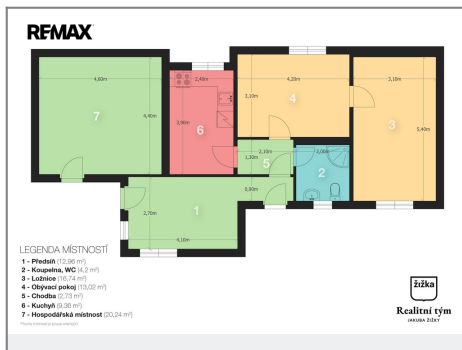 RE/MAX
4,60m
2,40m
4,20m
3,10m
3,10m
4
7
4,40m
3,90m
6
3
5,40m
2,10m
2,00m
1,30m
5
2
0,90m
2,70m
1
4,10m
LEGENDA MÍSTNOSTÍ
1 - Předsíň (12,96 m²)
2 - Koupelna, WC (4,2 m²)
3 - Ložnice (16,74 m²)
4 - Obývací pokoj (13,02 m²)
5 - Chodba (2,73 m²)
6 - Kuchyň (9,36 m²)
7 - Hospodářská místnost (20,24 m²)
žižka
Realitní tým
JAKUBA ŽIŽKY